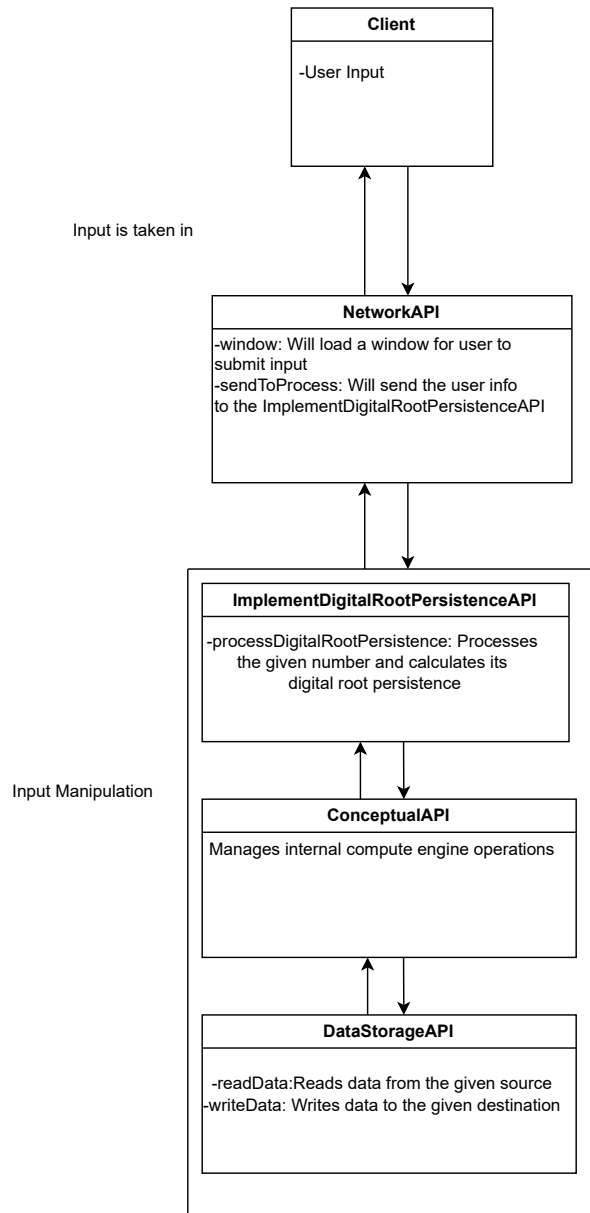 Client
-User Input
Input is taken in
NetworkAPI
-window: Will load a window for user to
submit input
-sendToProcess: Will send the user info
to the ImplementDigitalRootPersistenceAPI
ImplementDigitalRootPersistenceAPI
-processDigitalRootPersistence: Processes
the given number and calculates its
digital root persistence
Input Manipulation
ConceptualAPI
Manages internal compute engine operations
DataStorageAPI
-readData:Reads data from the given source
-writeData: Writes data to the given destination